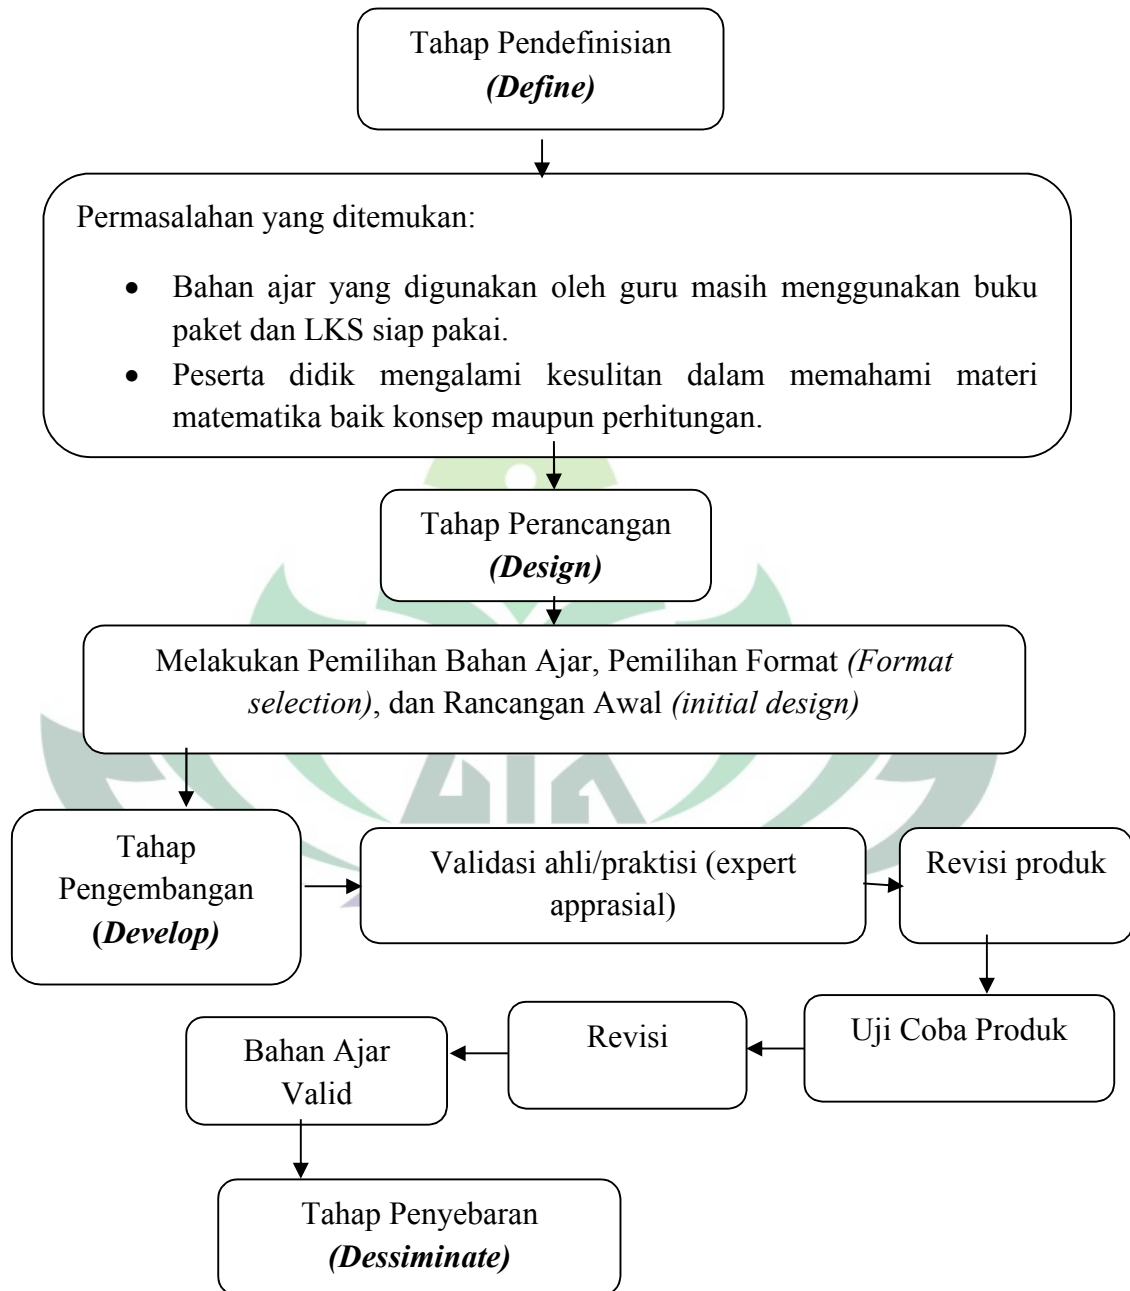 Tahap Pendefinisian
(Define)
Permasalahan yang ditemukan:
• Bahan ajar yang digunakan oleh guru masih menggunakan buku
paket dan LKS siap pakai.
• Peserta didik mengalami kesulitan dalam memahami materi
matematika baik konsep maupun perhitungan.
Tahap Perancangan
(Design)
Melakukan Pemilihan Bahan Ajar, Pemilihan Format (Format
selection), dan Rancangan Awal (initial design)
Tahap
Pengembangan
(Develop)
Validasi ahli/praktisi (expert
apprasial)
Revisi produk
Uji Coba Produk
Revisi
Bahan Ajar
Valid
Tahap Penyebaran
(Dessiminate)